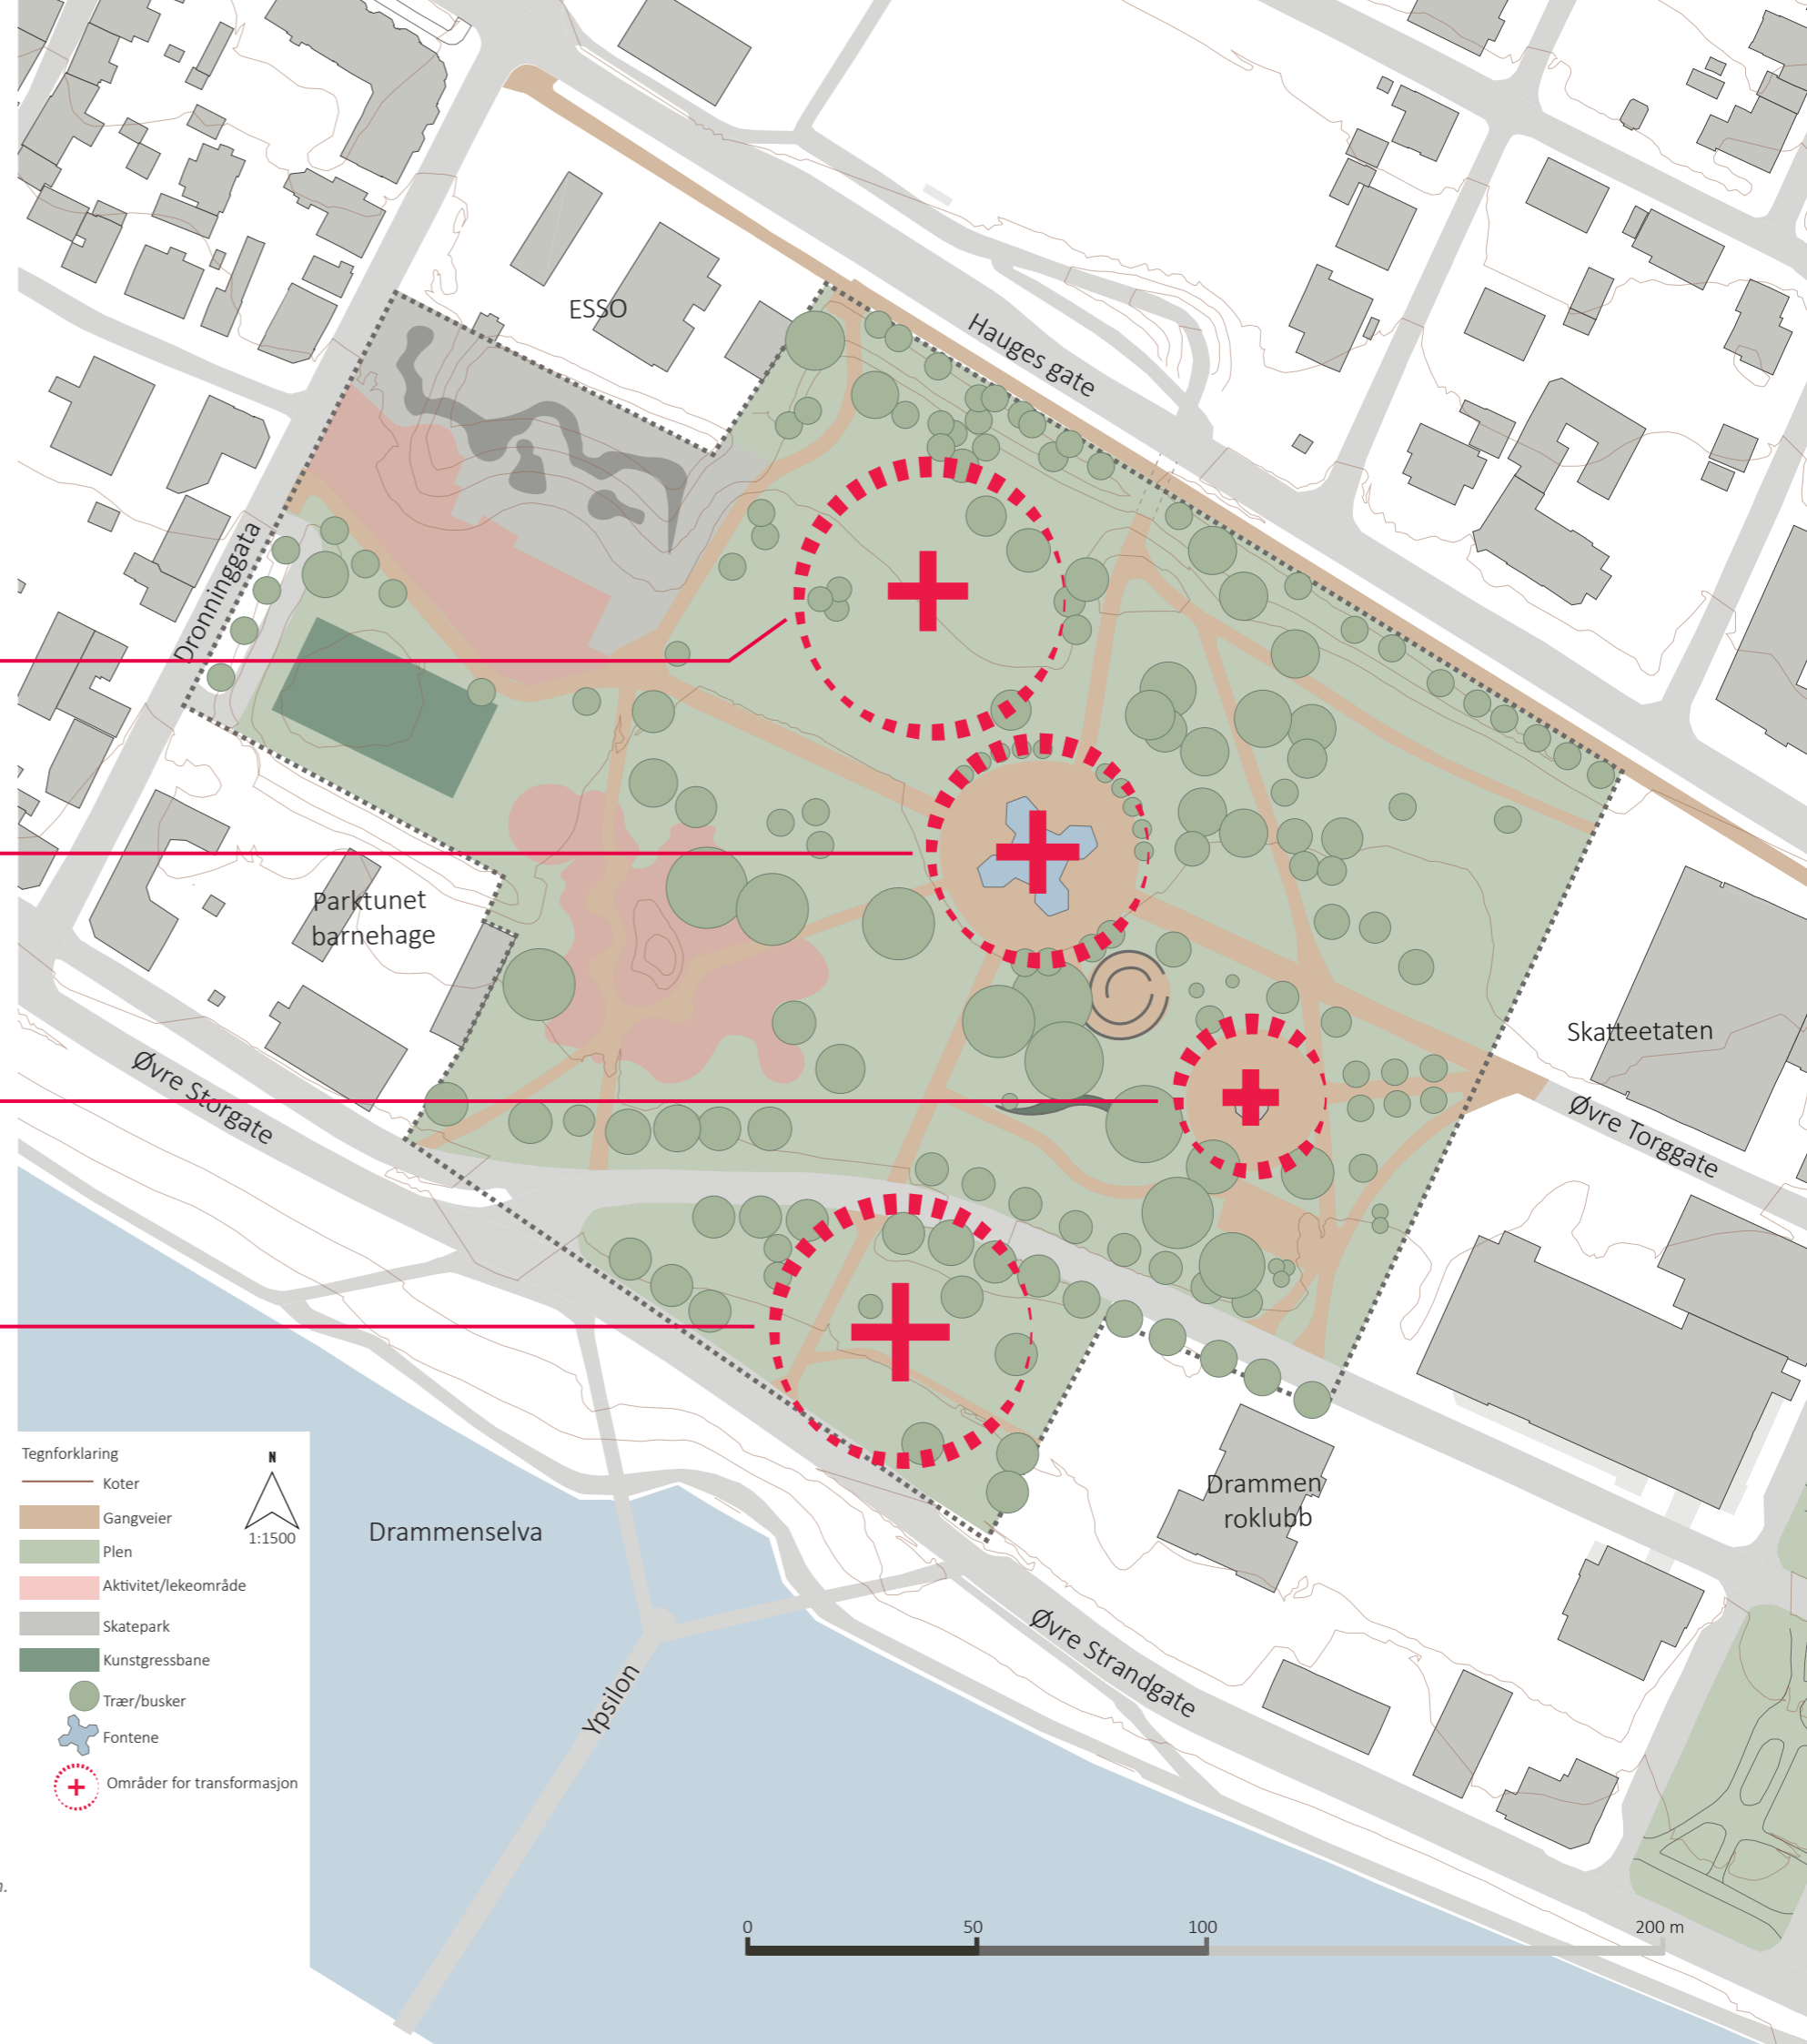 ESSO
Hauges gate
Dronninggata
Parktunet
barnehage
Skatteetaten
Øvre Storgate
Øvre Torggate
Tegnforklaring
Koter
N
Gangveier
1:1500
Plen
Aktivitet/lekeområde
Skatepark
Kunstgressbane
Trær/busker
Fontene
Områder for transformasjon
Drammenselva
Drammen
roklubb
Øvre Strandgate
Ypsilon
0 50 100 200 m